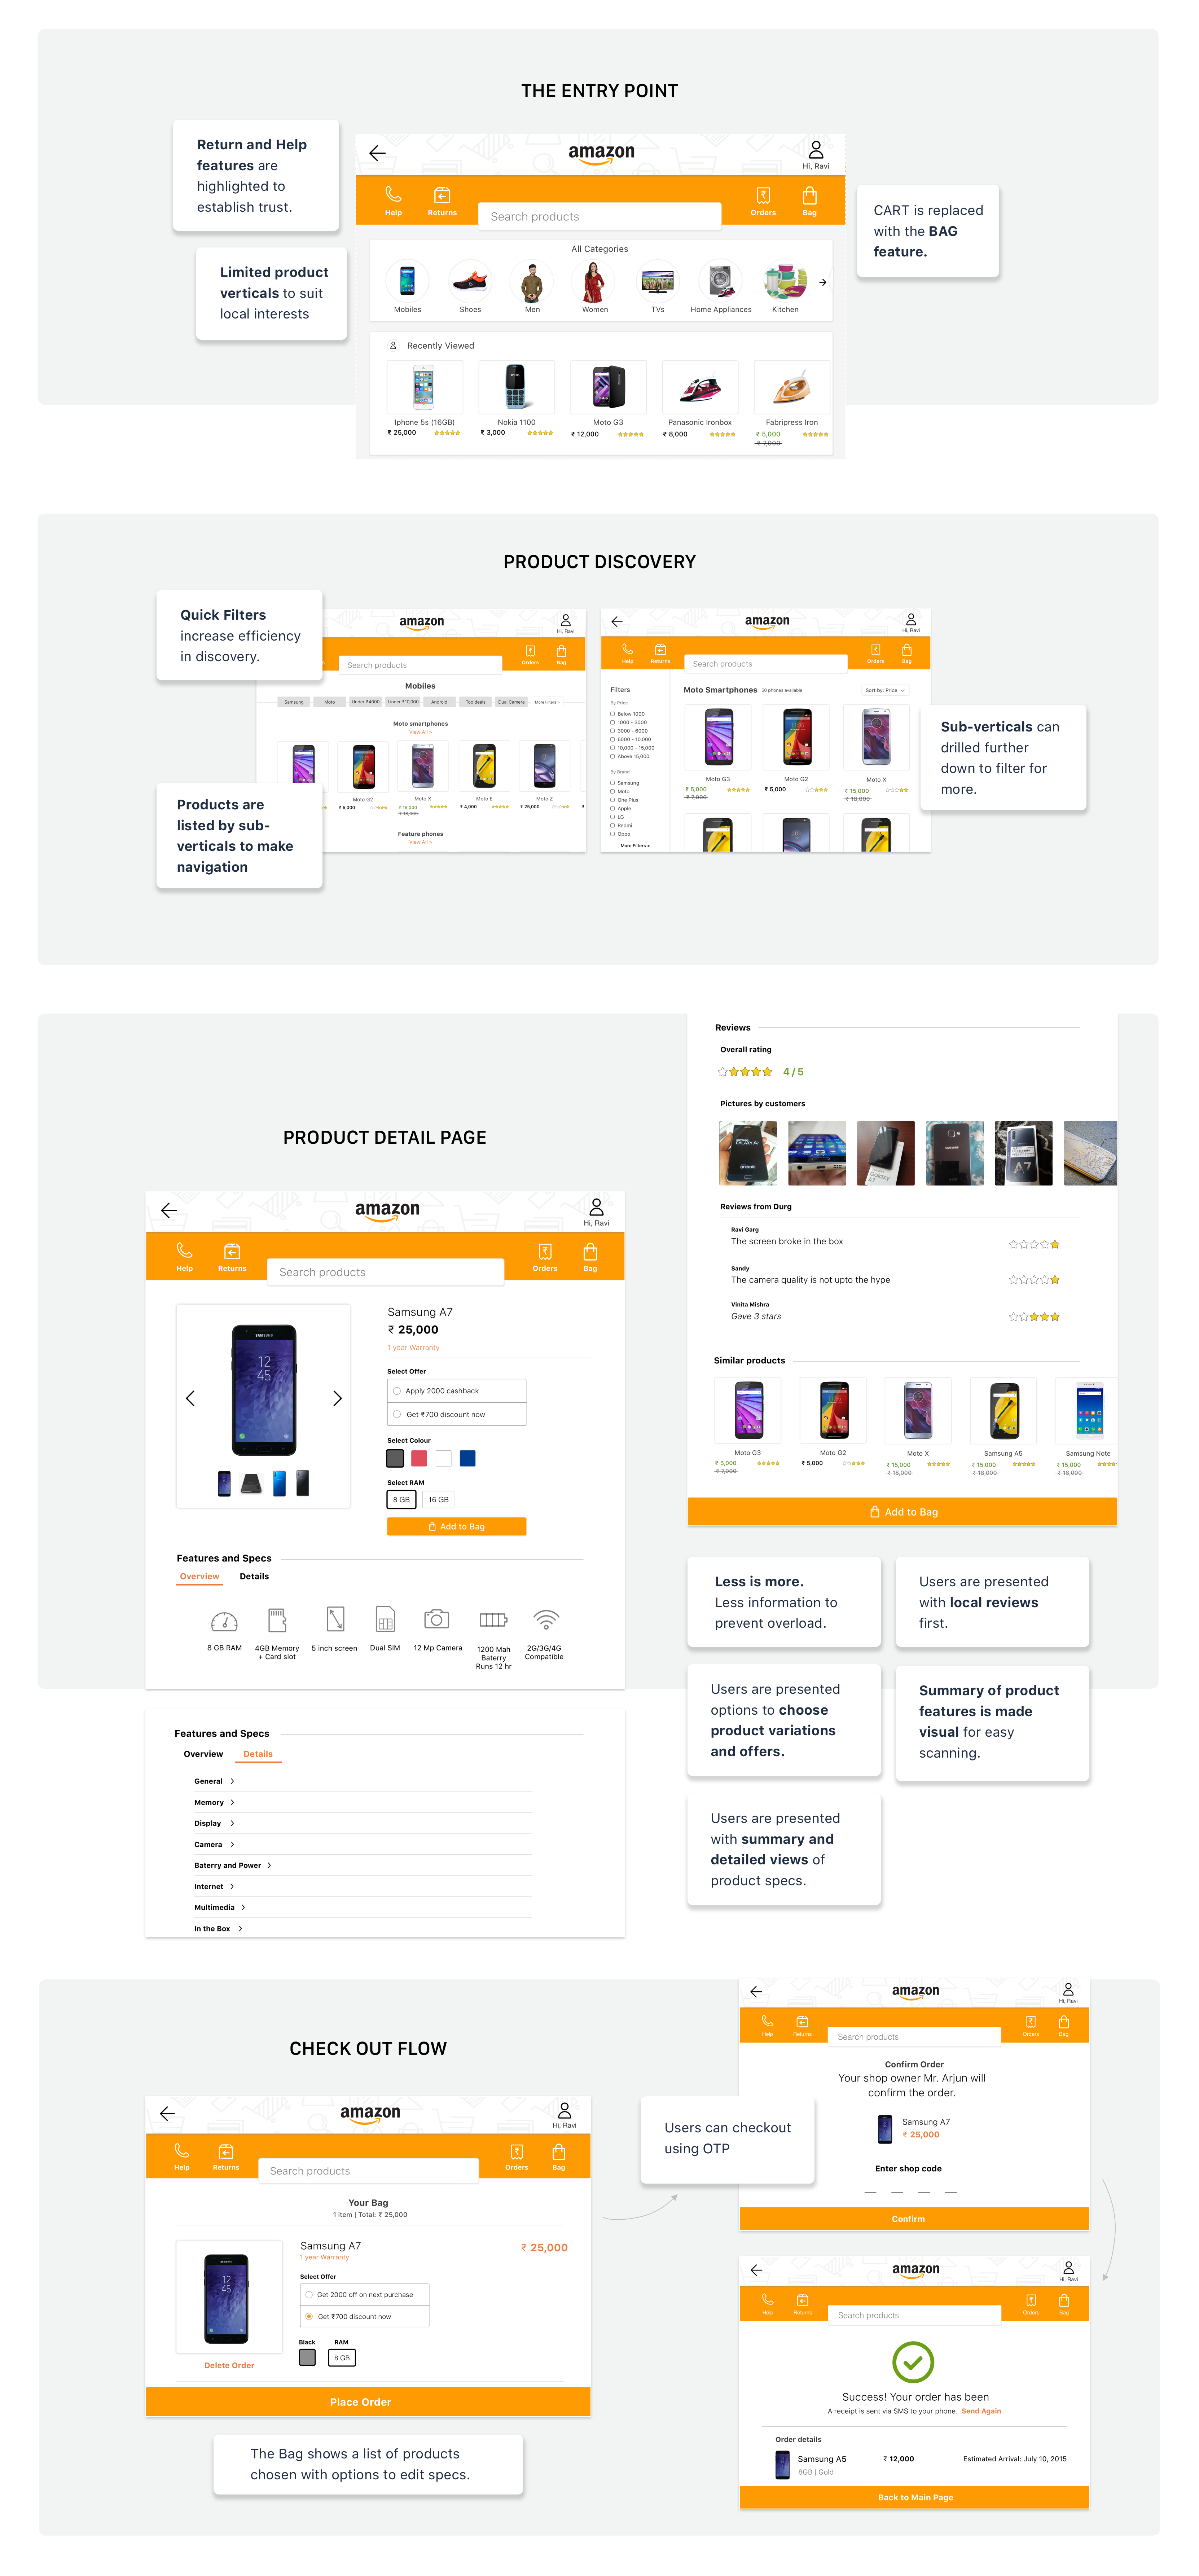 THE ENTRY POINT
Return and Help
features are
highlighted to
establish trust.
Limited product
verticals to suit
local interests
amazon
Hi, Ravi
Help
Returns
Search products
Orders
Bag
CART is replaced
with the BAG
feature.
All Categories
Mobiles
Shoes
Men
Women
TVs
Home Appliances
Kitchen
Recently Viewed
Iphone 5s (16GB)
₹ 25,000
Nokia 1100
₹ 3,000
Moto G3
₹ 12,000
Panasonic Ironbox
₹ 8,000
Fabripress Iron
₹ 5,000
₹ 7,000
PRODUCT DISCOVERY
Quick Filters
increase efficiency
in discovery.
Products are
listed by sub-
verticals to make
navigation
amazon
Hi, Ravi
Search products
Orders
Bag
Mobiles
Samsung
Moto
Under ₹4000
Under ₹10,000
Android
Top deals
Dual Camera
More Filters >
Moto smartphones
View All >
Moto G2
₹ 5,000
Moto X
₹ 15,000
₹ 18,000
Moto E
₹ 4,000
Moto Z
₹ 25,000
Feature phones
View All >
amazon
Hi, Ravi
Help
Returns
Search products
Orders
Bag
Filters
By Price
Below 1000
1000 - 3000
3000 - 6000
6000 - 10,000
10,000 - 15,000
Above 15,000
By Brand
Samsung
Moto
One Plus
Apple
LG
Redmi
Oppo
More Filters >
Moto Smartphones
50 phones available
Sort by: Price
Moto G3
₹ 5,000
₹ 7,000
Moto G2
₹ 5,000
Moto X
₹ 15,000
₹ 18,000
Sub-verticals can
drilled further
down to filter for
more.
PRODUCT DETAIL PAGE
amazon
Hi, Ravi
Help
Returns
Search products
Orders
Bag
SAMSUNG
12
45
Samsung A7
₹ 25,000
1 year Warranty
Select Offer
Apply 2000 cashback
Get ₹700 discount now
Select Colour
Select RAM
8 GB
16 GB
Add to Bag
Features and Specs
Overview
Details
8 GB RAM
4GB Memory
+ Card slot
5 inch screen
Dual SIM
12 Mp Camera
1200 Mah
Baterry
Runs 12 hr
2G/3G/4G
Compatible
Features and Specs
Overview
Details
General
Memory
Display
Camera
Baterry and Power
Internet
Multimedia
In the Box
Reviews
Overall rating
4 / 5
Pictures by customers
GALAXY A7
android
Galaxy A7
SAMSUNG
A7
Reviews from Durg
Ravi Garg
The screen broke in the box
Sandy
The camera quality is not upto the hype
Vinita Mishra
Gave 3 stars
Similar products
Moto G3
₹ 5,000
₹ 7,000
Moto G2
₹ 5,000
Moto X
₹ 15,000
₹ 18,000
Samsung A5
₹ 15,000
₹ 18,000
Samsung Note
₹ 15,000
₹ 18,000
Add to Bag
Less is more.
Less information to
prevent overload.
Users are presented
with local reviews
first.
Users are presented
options to choose
product variations
and offers.
Summary of product
features is made
visual for easy
scanning.
Users are presented
with summary and
detailed views of
product specs.
CHECK OUT FLOW
amazon
Hi, Ravi
Help
Returns
Search products
Orders
Bag
Your Bag
1 item | Total: ₹ 25,000
12
45
Samsung A7
1 year Warranty
₹ 25,000
Select Offer
Get 2000 off on next purchase
Get ₹700 discount now
Black
RAM
8 GB
Delete Order
Place Order
The Bag shows a list of products
chosen with options to edit specs.
Users can checkout
using OTP
amazon
Hi, Ravi
Help
Returns
Search products
Orders
Bag
Confirm Order
Your shop owner Mr. Arjun will
confirm the order.
Samsung A7
₹ 25,000
Enter shop code
Confirm
amazon
Hi, Ravi
Help
Returns
Search products
Orders
Bag
Success! Your order has been
A receipt is sent via SMS to your phone. Send Again
Order details
Samsung A5
8GB | Gold
₹ 12,000
Estimated Arrival: July 10, 2015
Back to Main Page